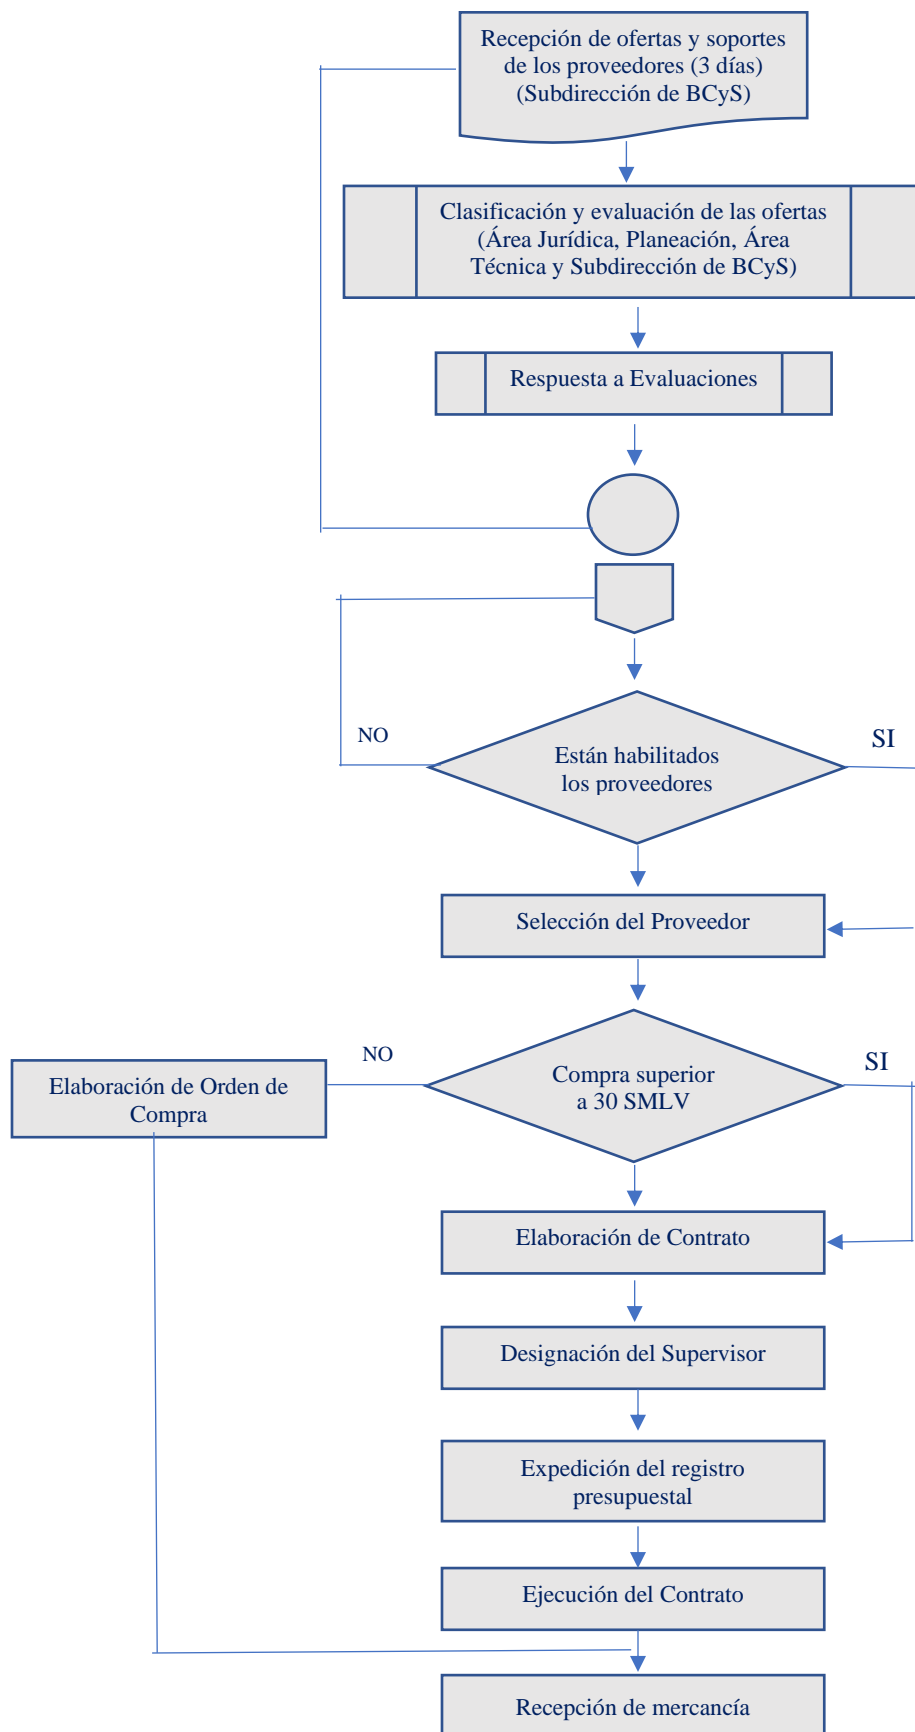 Recepción de ofertas y soportes
de los proveedores (3 días)
(Subdirección de BCyS)
Clasificación y evaluación de las ofertas
(Área Jurídica, Planeación, Área
Técnica y Subdirección de BCyS)
Respuesta a Evaluaciones
NO
SI
Están habilitados
los proveedores
Selección del Proveedor
NO
SI
Elaboración de Orden de
Compra
Compra superior
a 30 SMLV
Elaboración de Contrato
Designación del Supervisor
Expedición del registro
presupuestal
Ejecución del Contrato
Recepción de mercancía